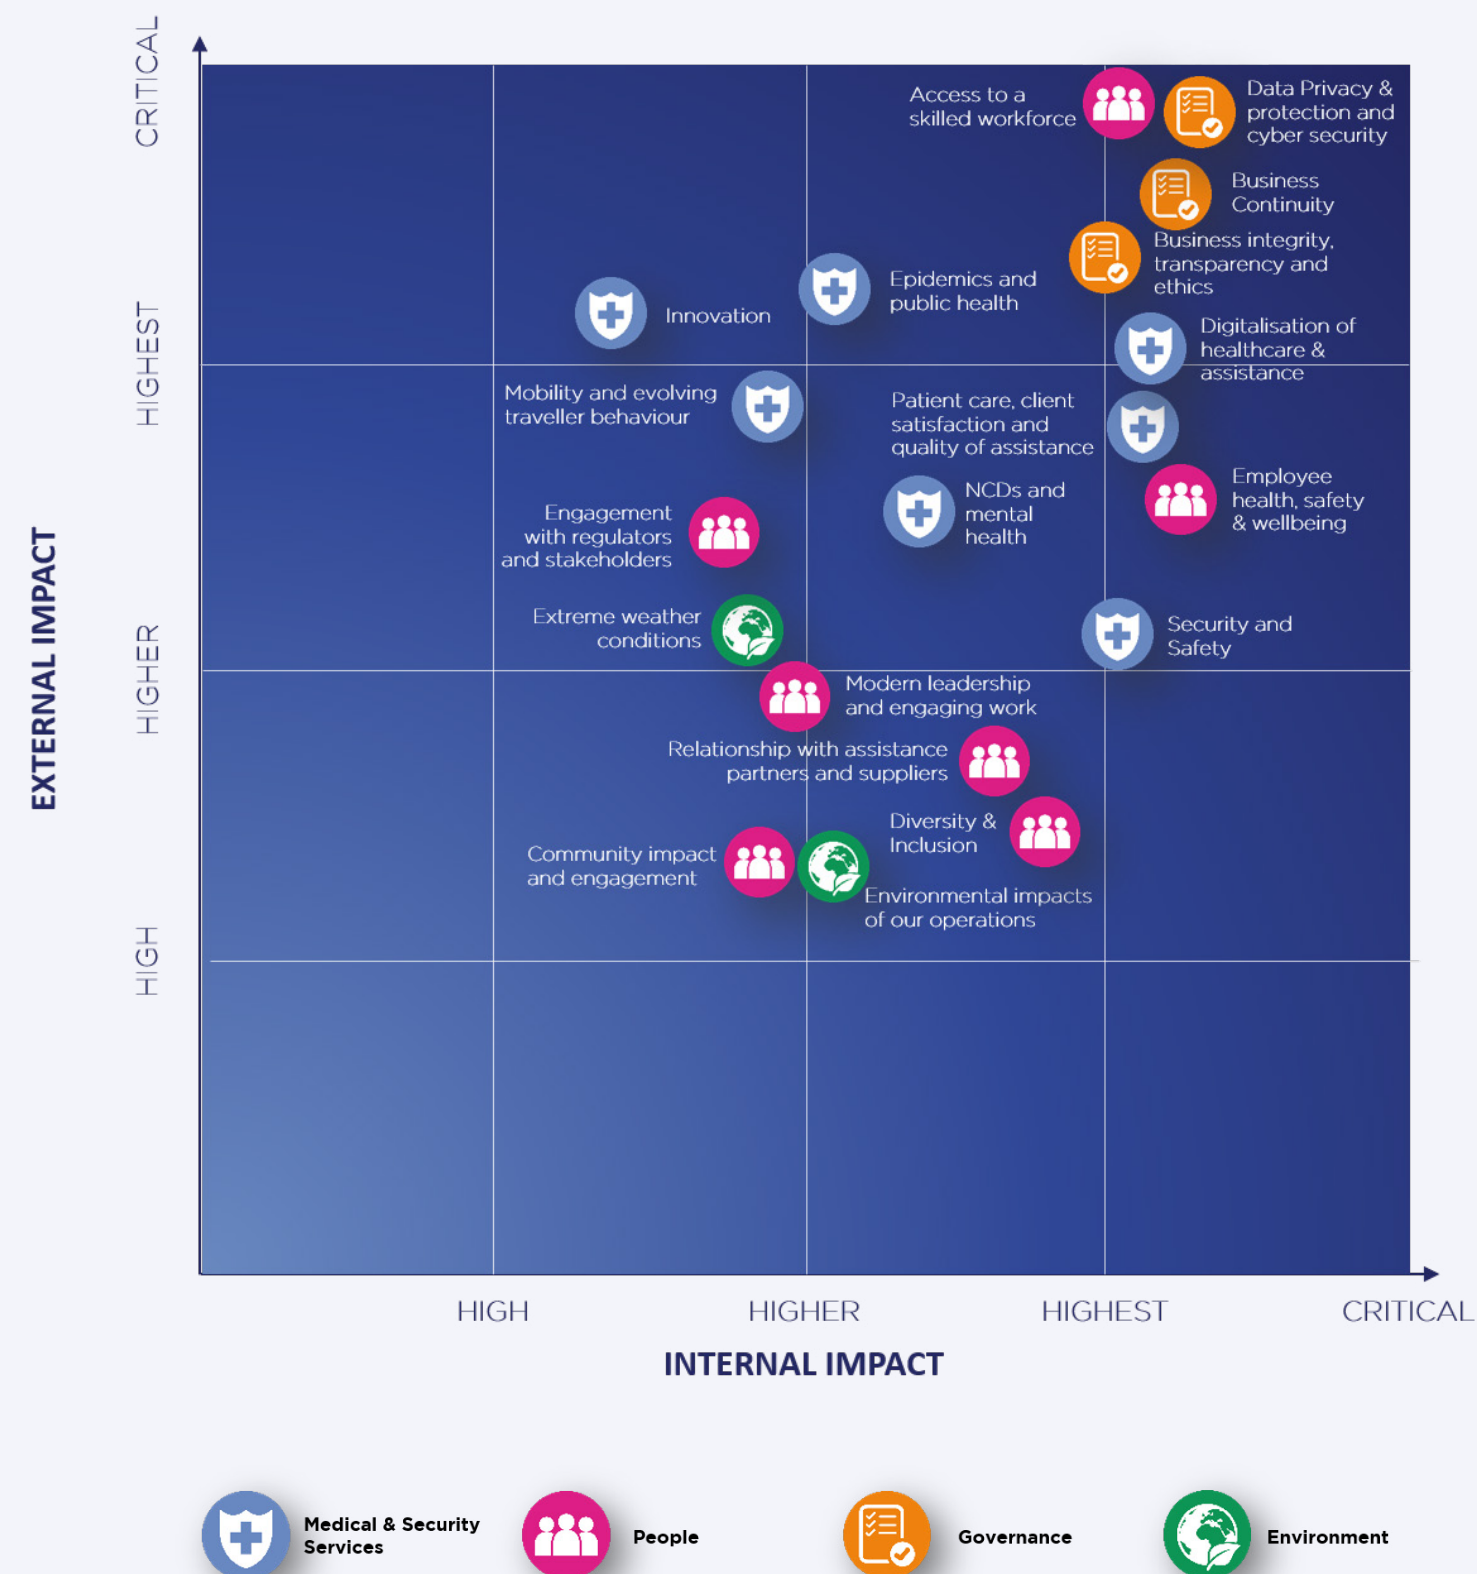 CRITICAL
HIGHEST
HIGHER
HIGH
EXTERNAL IMPACT
Access to a
skilled workforce
Data Privacy &
protection and
cyber security
Business
Continuity
Business integrity,
transparency and
ethics
Epidemics and
public health
Innovation
Digitalisation of
healthcare &
assistance
Mobility and evolving
traveller behaviour
Patient care, client
satisfaction and
quality of assistance
Employee
health, safety
& wellbeing
NCDs and
mental
health
Engagement
with regulators
and stakeholders
Extreme weather
conditions
Security and
Safety
Modern leadership
and engaging work
Relationship with assistance
partners and suppliers
Diversity &
Inclusion
Community impact
and engagement
Environmental impacts
of our operations
HIGH
HIGHER
HIGHEST
CRITICAL
INTERNAL IMPACT
Medical & Security
Services
People
Governance
Environment